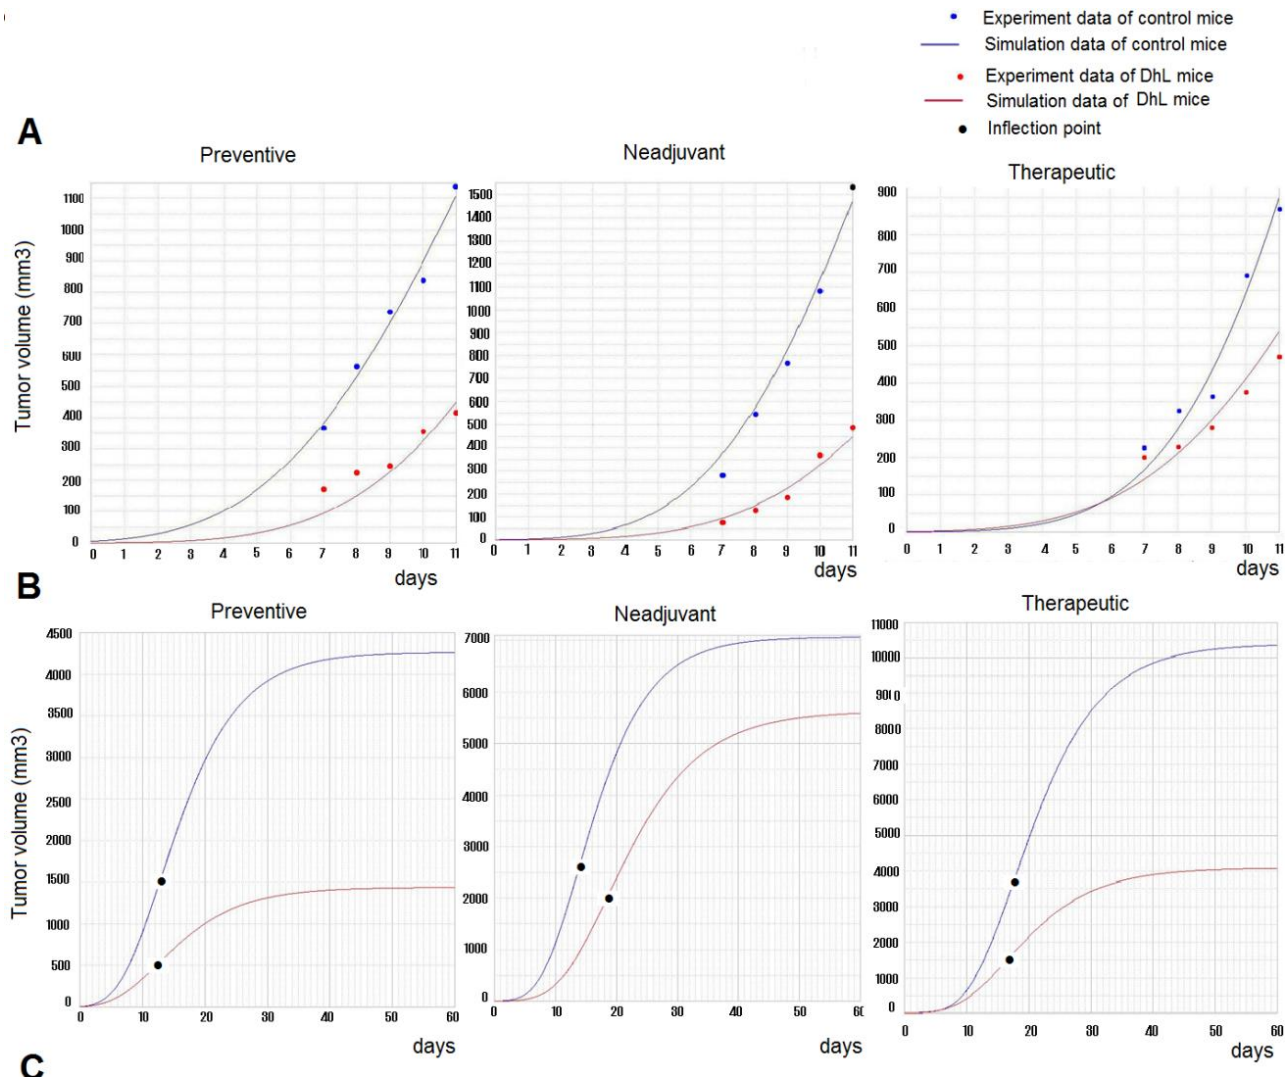 Experiment data of control mice
Simulation data of control mice
Experiment data of DhL mice
Simulation data of DhL mice
Inflection point
A
Preventive
Neadjuvant
Therapeutic
Tumor volume (mm3)
1100
1000
900
800
700
600
500
400
300
200
100
0
0 1 2 3 4 5 6 7 8 9 10 11
days
1500
1400
1300
1200
1100
1000
900
800
700
600
500
400
300
200
100
0
0 1 2 3 4 5 6 7 8 9 10 11
days
900
800
700
600
500
400
300
200
100
0
0 1 2 3 4 5 6 7 8 9 10 11
days
B
Preventive
Neadjuvant
Therapeutic
Tumor volume (mm3)
4500
4000
3500
3000
2500
2000
1500
1000
500
0
0 10 20 30 40 50 60
days
7000
6000
5000
4000
3000
2000
1000
0
0 10 20 30 40 50 60
days
11000
10000
8000
7000
6000
5000
4000
3000
2000
1000
0
0 10 20 30 40 50 60
days
C